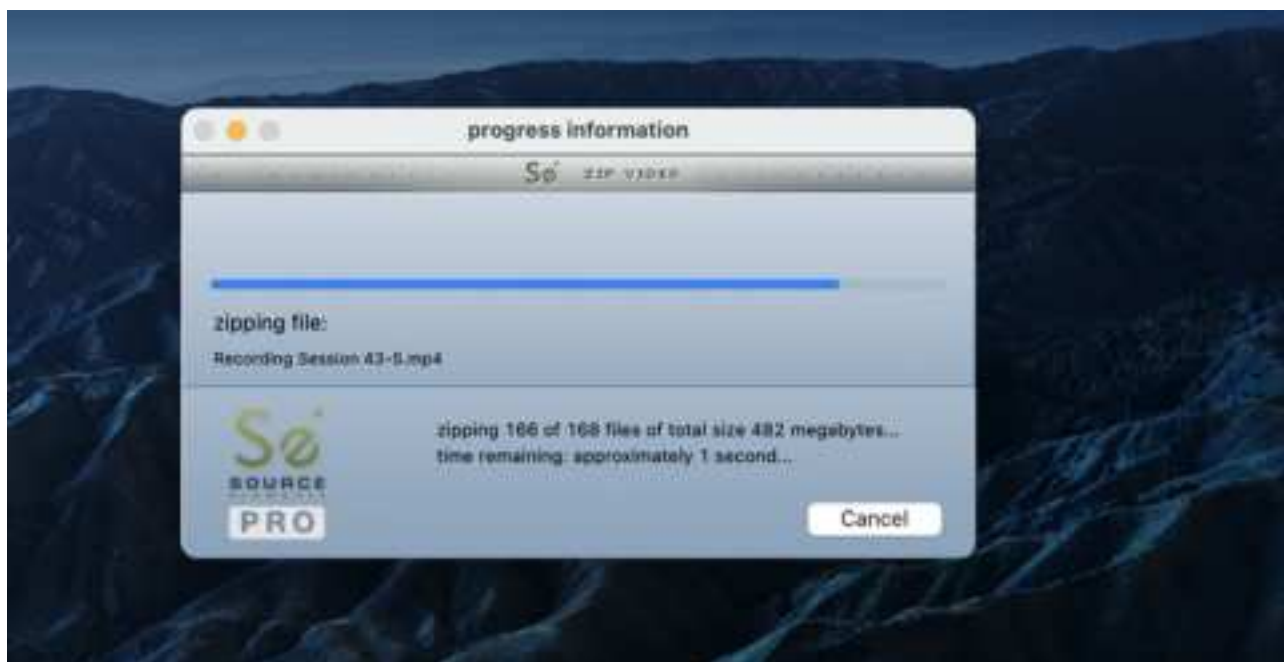 progress information
Sø ZIP VIDEO
zipping file:
Recording Session 43-5.mp4
zipping 166 of 168 files of total size 482 megabytes...
time remaining: approximately 1 second...
Sø
SOURCE
ELEMENTS
PRO
Cancel